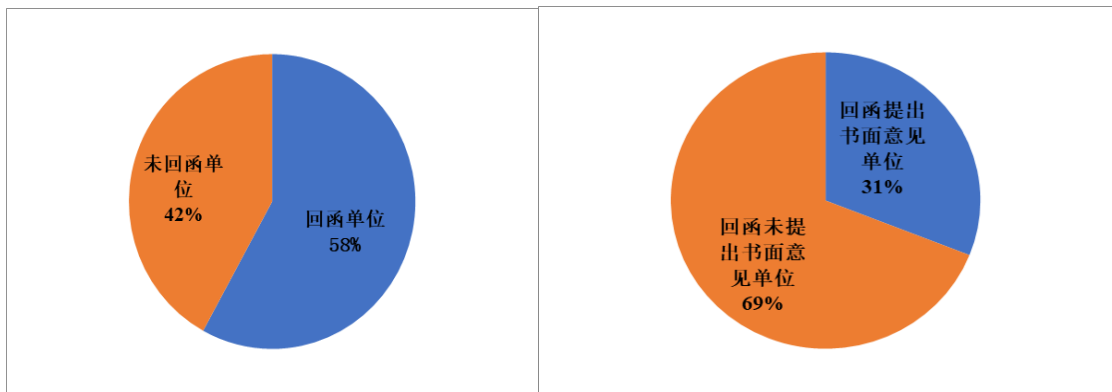 未回函单
位
42%
回函单位
58%
回函提出
书面意见
单位
31%
回函未提
出书面意
见单位
69%